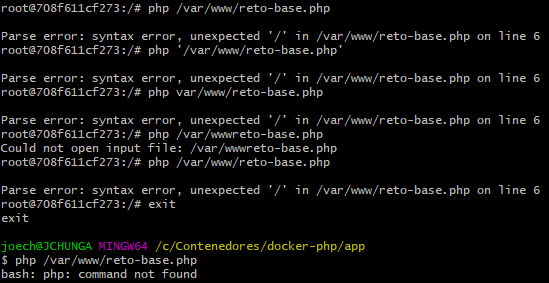 root@708f611cf273:/# php /var/www/reto-base.php
Parse error: syntax error, unexpected '/' in /var/www/reto-base.php on line 6
root@708f611cf273:/# php '/var/www/reto-base.php'
Parse error: syntax error, unexpected '/' in /var/www/reto-base.php on line 6
root@708f611cf273:/# php var/www/reto-base.php
Parse error: syntax error, unexpected '/' in /var/www/reto-base.php on line 6
root@708f611cf273:/# php /var/wwwreto-base.php
Could not open input file: /var/wwwreto-base.php
root@708f611cf273:/# php /var/www/reto-base.php
Parse error: syntax error, unexpected '/' in /var/www/reto-base.php on line 6
root@708f611cf273:/# exit
exit
joech@JCHUNGA MINGW64 /c/Contenedores/docker-php/app
$ php /var/www/reto-base.php
bash: php: command not found